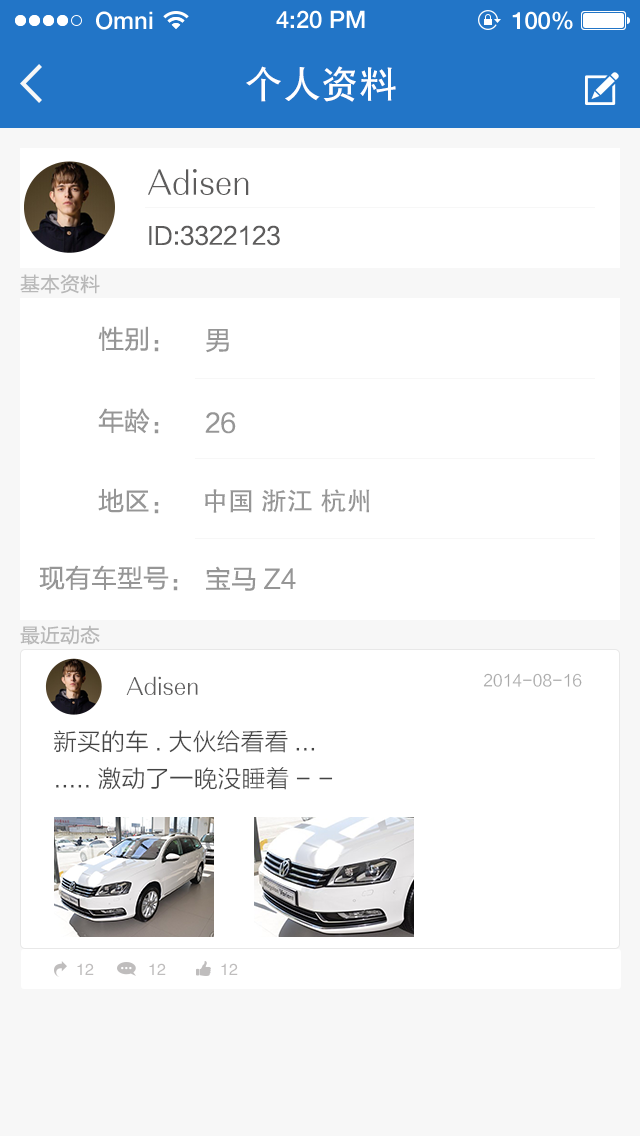 Omni 4:20 PM 100%
个人资料
Adisen
ID:3322123
基本资料
性别： 男
年龄： 26
地区： 中国 浙江 杭州
现有车型号： 宝马 Z4
最近动态
Adisen 2014-08-16
新买的车 . 大伙给看看 ...
..... 激动了一晚没睡着 – –
12 12 12